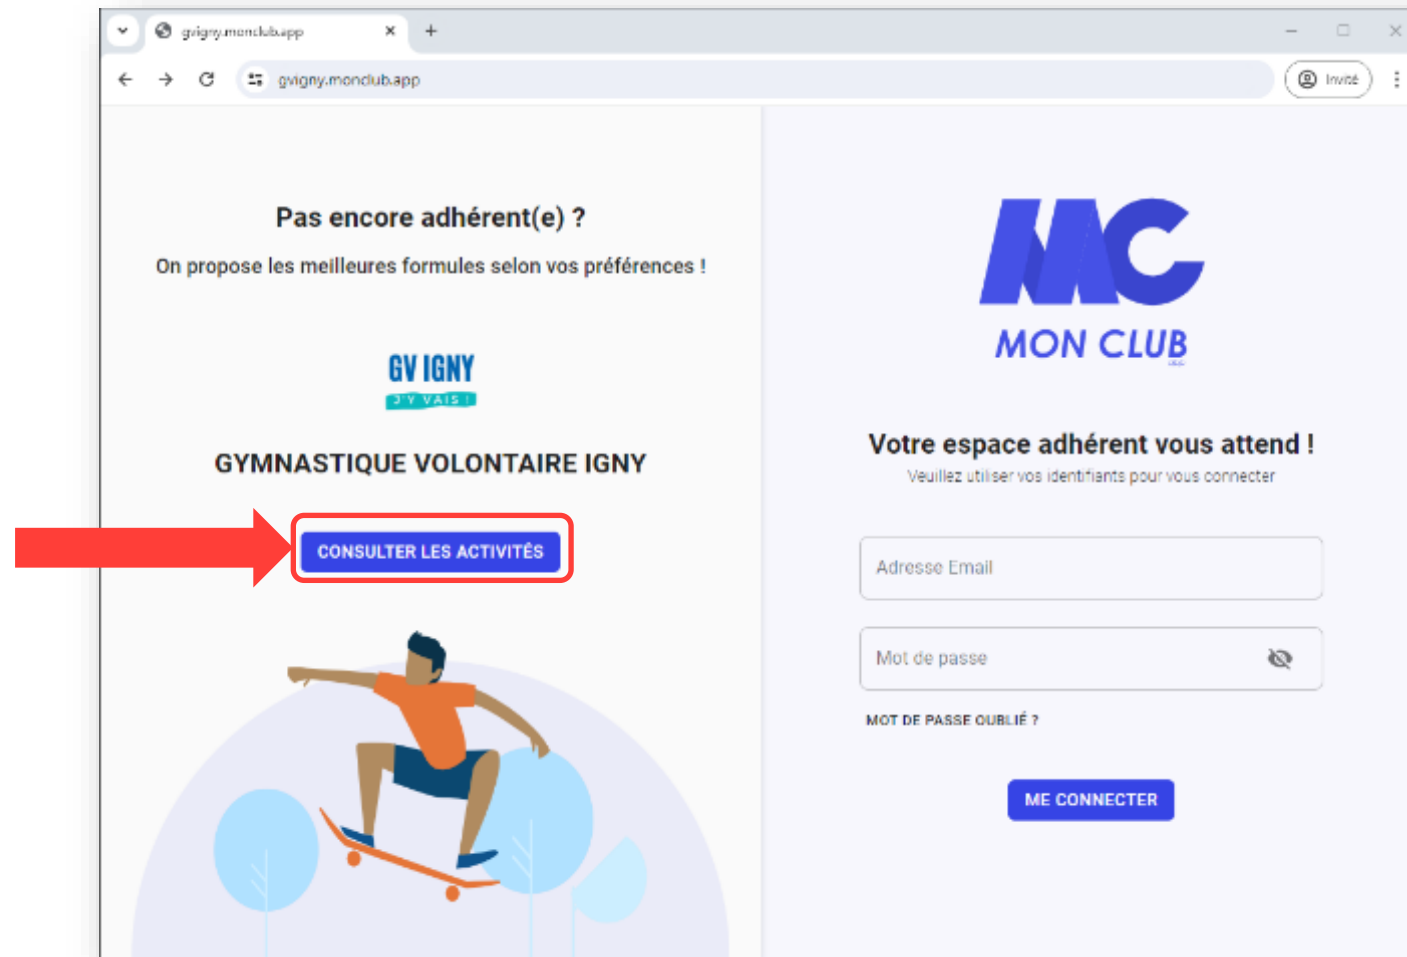 gvigny.monclub.app
gvigny.monclub.app
Invité
Pas encore adhérent(e) ?
On propose les meilleures formules selon vos préférences !
GV IGNY
J'Y VAIS !
GYMNASTIQUE VOLONTAIRE IGNY
CONSULTER LES ACTIVITÉS
MC
MON CLUB
Votre espace adhérent vous attend !
Veuillez utiliser vos identifiants pour vous connecter
Adresse Email
Mot de passe
MOT DE PASSE OUBLIÉ ?
ME CONNECTER